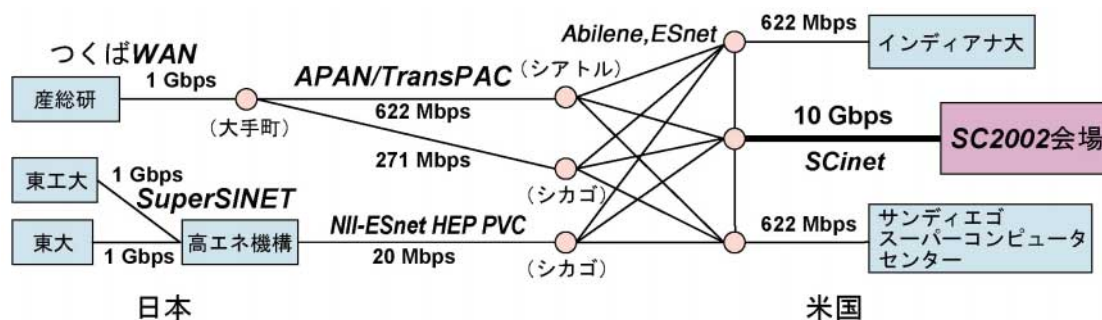 つくばWAN
1 Gbps
産総研
(大手町)
APAN/TransPAC
622 Mbps
271 Mbps
(シアトル)
(シカゴ)
東工大
1 Gbps
SuperSINET
東大
1 Gbps
高エネ機構
NII-ESnet HEP PVC
20 Mbps
(シカゴ)
日本
Abilene,ESnet
622 Mbps
インディアナ大
10 Gbps
SCinet
SC2002会場
622 Mbps
サンディエゴ
スーパーコンピュータ
センター
米国